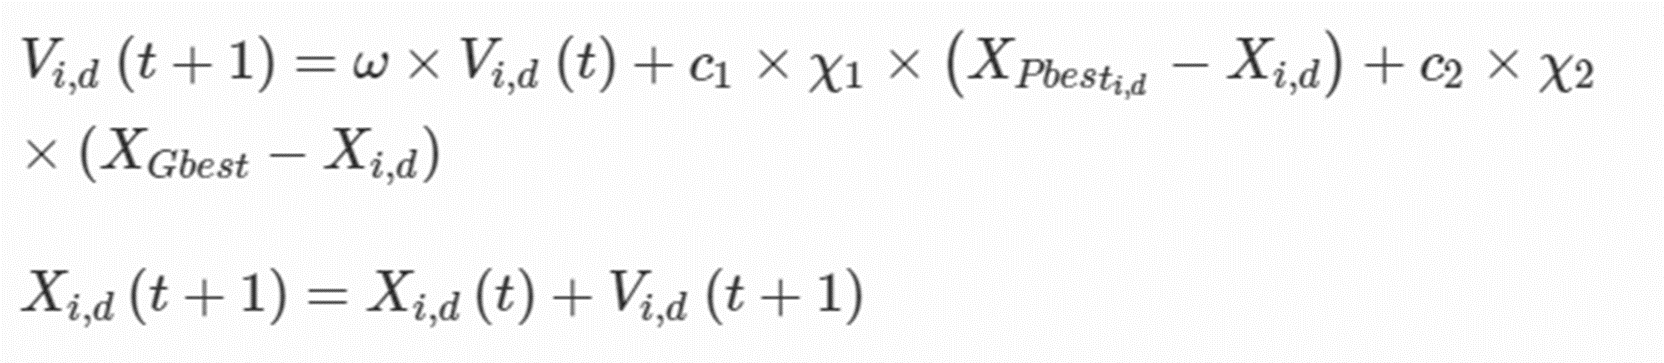 V_{i,d} (t + 1) = ω × V_{i,d} (t) + c_1 × χ_1 × (X_{Pbest_{i,d}} − X_{i,d}) + c_2 × χ_2
× (X_{Gbest} − X_{i,d})
X_{i,d} (t + 1) = X_{i,d} (t) + V_{i,d} (t + 1)